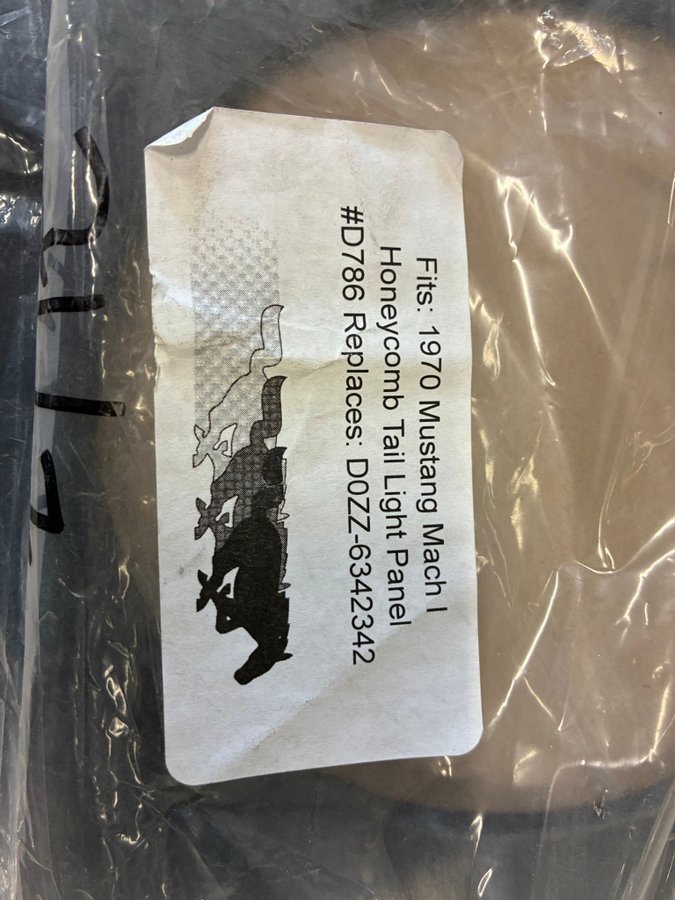 Fits: 1970 Mustang Mach I
Honeycomb Tail Light Panel
#D786 Replaces: D0ZZ-6342342